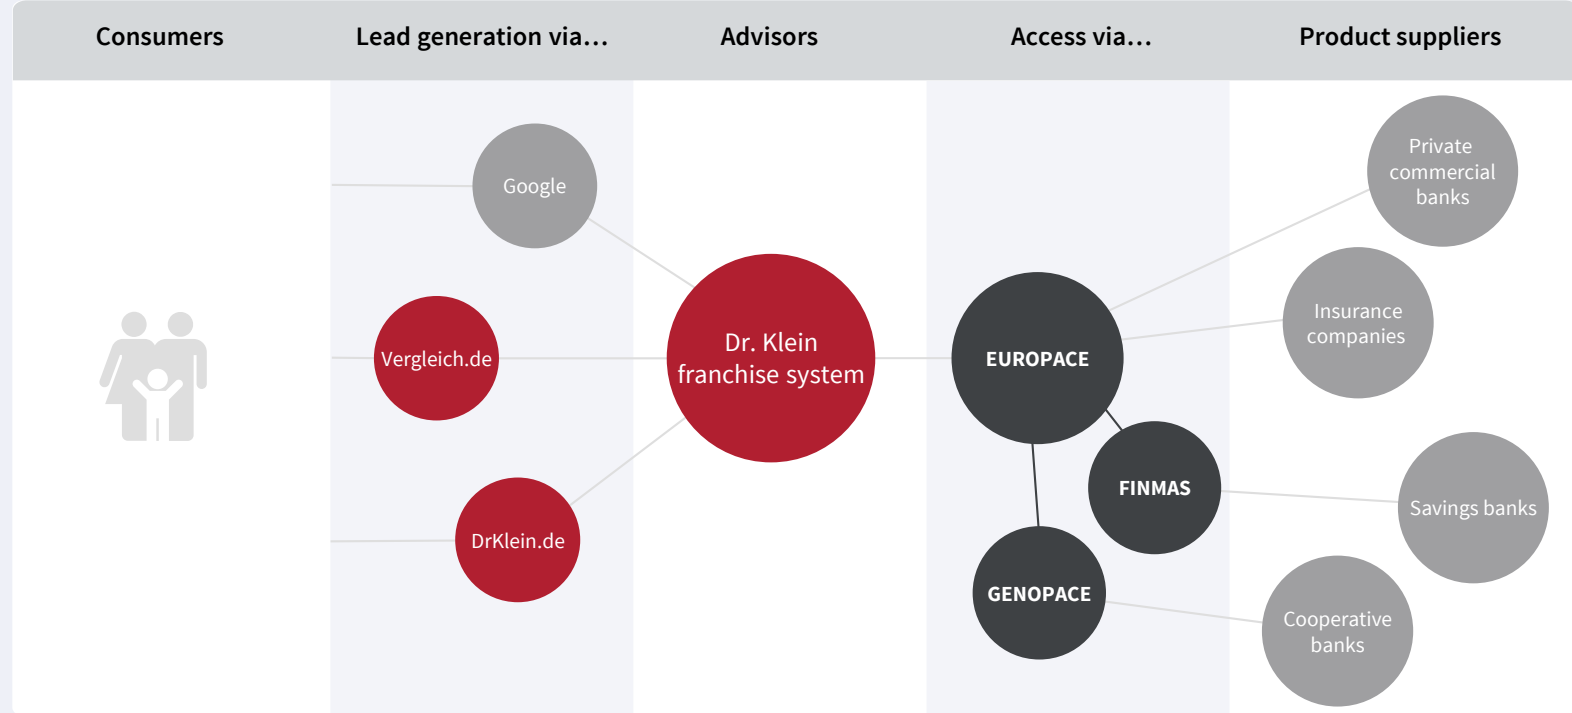 Consumers
Lead generation via…
Advisors
Access via…
Product suppliers
Google
Vergleich.de
DrKlein.de
Dr. Klein
franchise system
EUROPACE
FINMAS
GENOPACE
Private
commercial
banks
Insurance
companies
Savings banks
Cooperative
banks